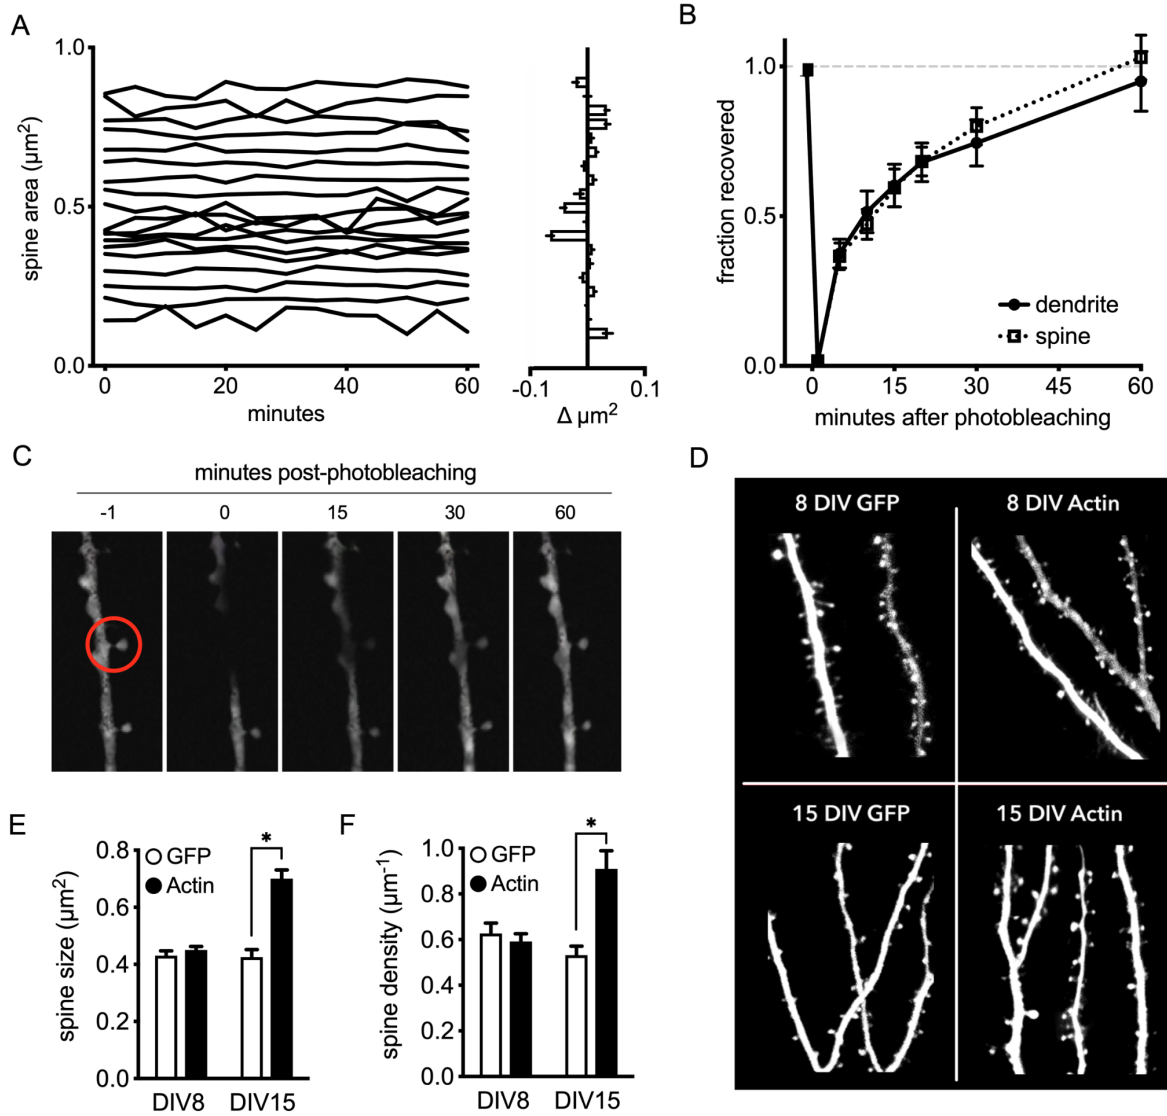 A
1.0
0.5
0.0
spine area (µm²)
0
20
40
60
minutes
-0.1
0.1
Δ µm²
B
1.0
0.5
0.0
fraction recovered
dendrite
spine
0
15
30
45
60
minutes after photobleaching
C
minutes post-photobleaching
-1
0
15
30
60
D
8 DIV GFP
8 DIV Actin
15 DIV GFP
15 DIV Actin
E
0.8
0.6
0.4
0.2
0.0
spine size (µm²)
GFP
Actin
*
DIV8
DIV15
F
1.0
0.8
0.6
0.4
0.2
0.0
spine density (µm⁻¹)
GFP
Actin
*
DIV8
DIV15